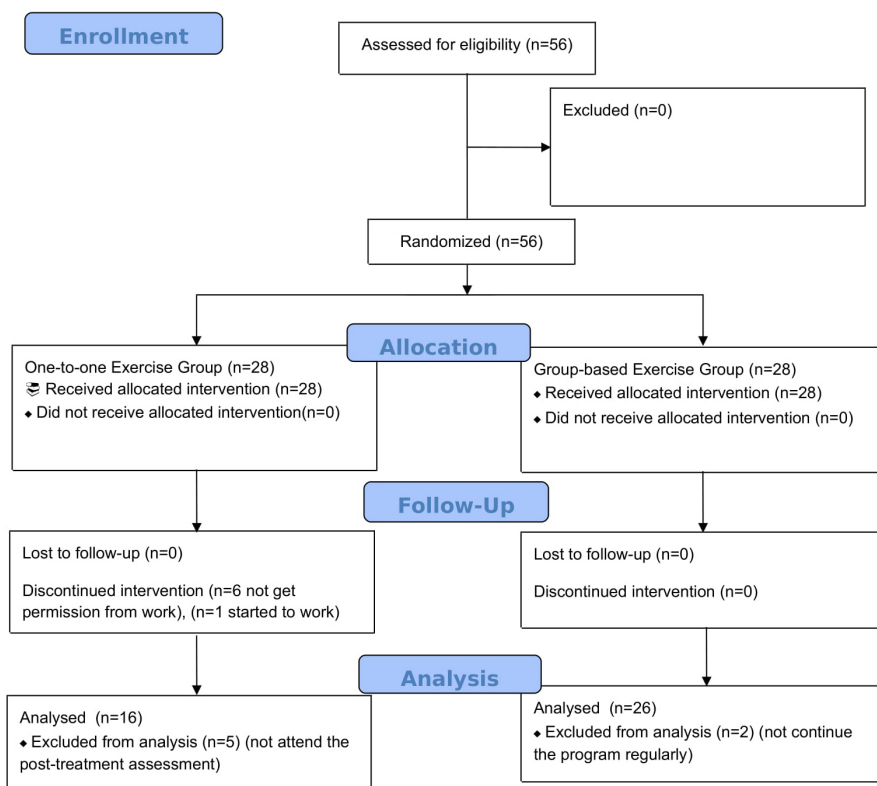 Enrollment
Assessed for eligibility (n=56)
Excluded (n=0)
Randomized (n=56)
Allocation
One-to-one Exercise Group (n=28)
Received allocated intervention (n=28)
◆ Did not receive allocated intervention(n=0)
Group-based Exercise Group (n=28)
◆ Received allocated intervention (n=28)
◆ Did not receive allocated intervention (n=0)
Follow-Up
Lost to follow-up (n=0)
Discontinued intervention (n=6 not get
permission from work), (n=1 started to work)
Lost to follow-up (n=0)
Discontinued intervention (n=0)
Analysis
Analysed (n=16)
◆ Excluded from analysis (n=5) (not attend the
post-treatment assessment)
Analysed (n=26)
◆ Excluded from analysis (n=2) (not continue
the program regularly)